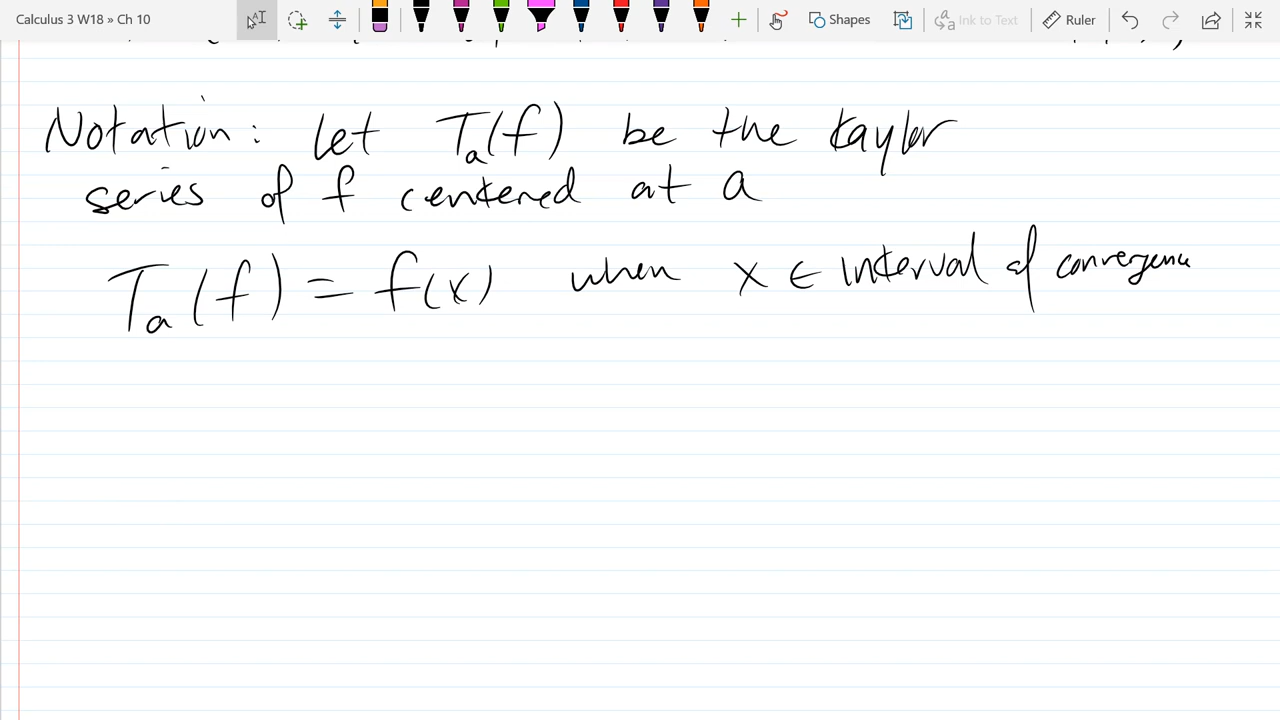 Calculus 3 W18 » Ch 10
Ink to Text
Shapes
Ruler
Notation: let Tₐ(f) be the taylor
series of f centered at a
Tₐ(f) = f(x) when x ∈ interval of convergence